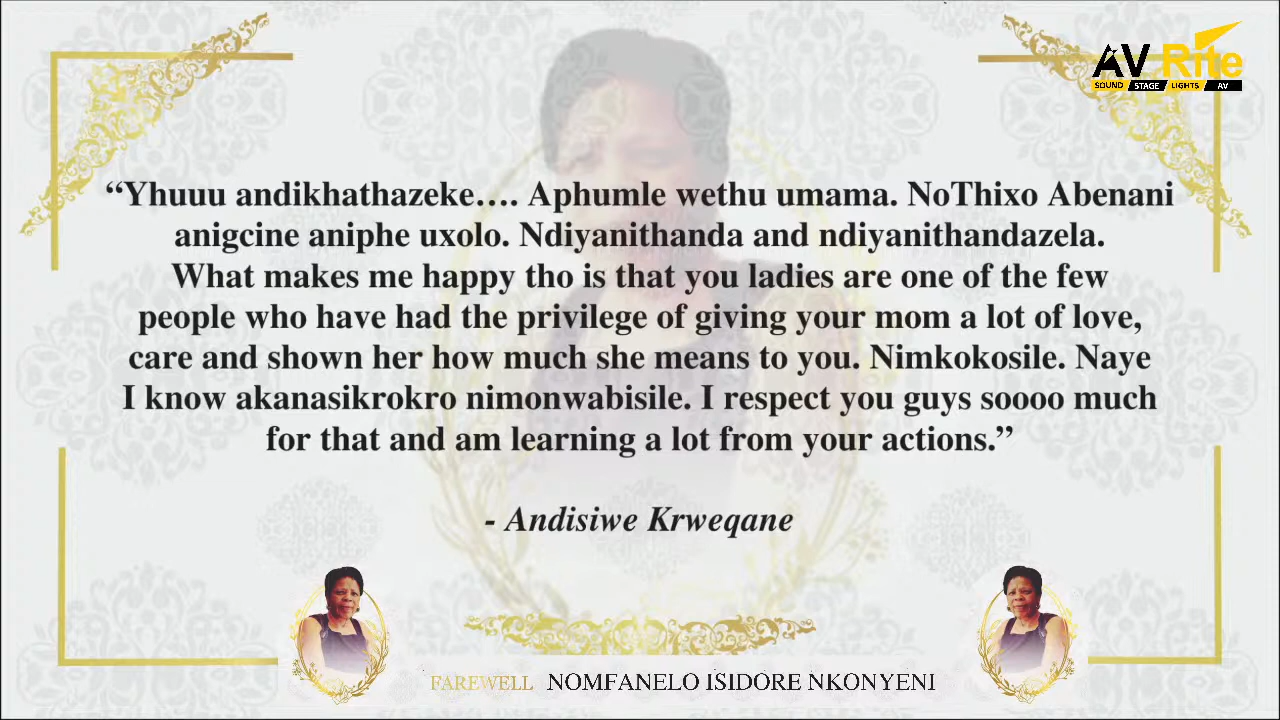 AV Rite
SOUND STAGE LIGHTS AV
“Yhuuu andikhathazeke…. Aphumle wethu umama. NoThixo Abenani
anigcine aniphe uxolo. Ndiyanithanda and ndiyanithandazela.
What makes me happy tho is that you ladies are one of the few
people who have had the privilege of giving your mom a lot of love,
care and shown her how much she means to you. Nimkokosile. Naye
I know akanasikrokro nimonwabisile. I respect you guys soooo much
for that and am learning a lot from your actions.”
- Andisiwe Krweqane
FAREWELL NOMFANELO ISIDORE NKONYENI